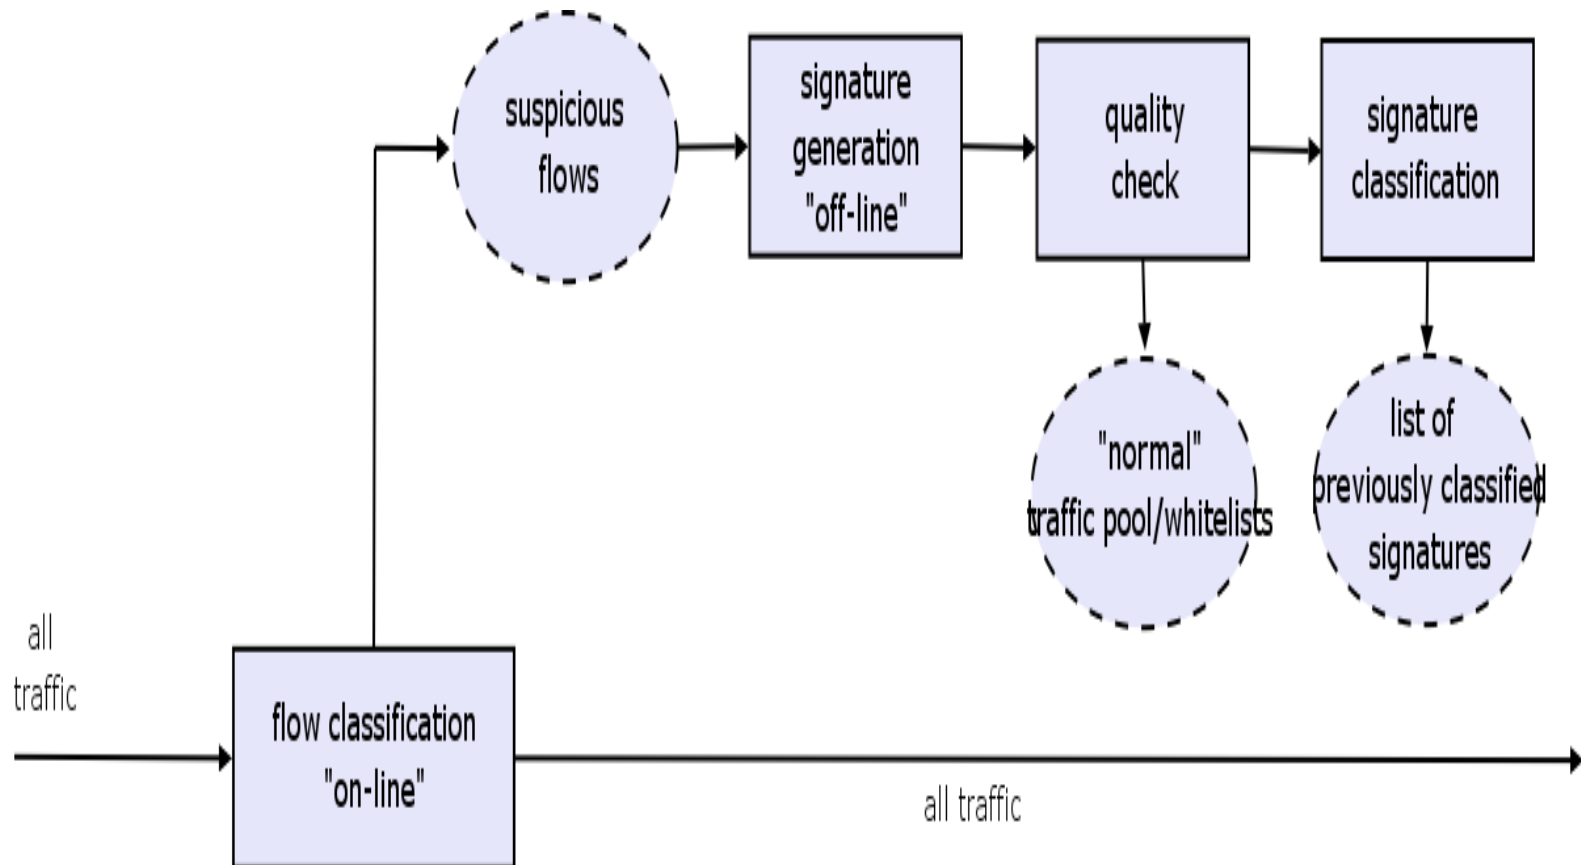 suspicious
flows
signature
generation
"off-line"
quality
check
signature
classification
"normal"
traffic pool/whitelists
list of
previously classified
signatures
all
traffic
flow classification
"on-line"
all traffic